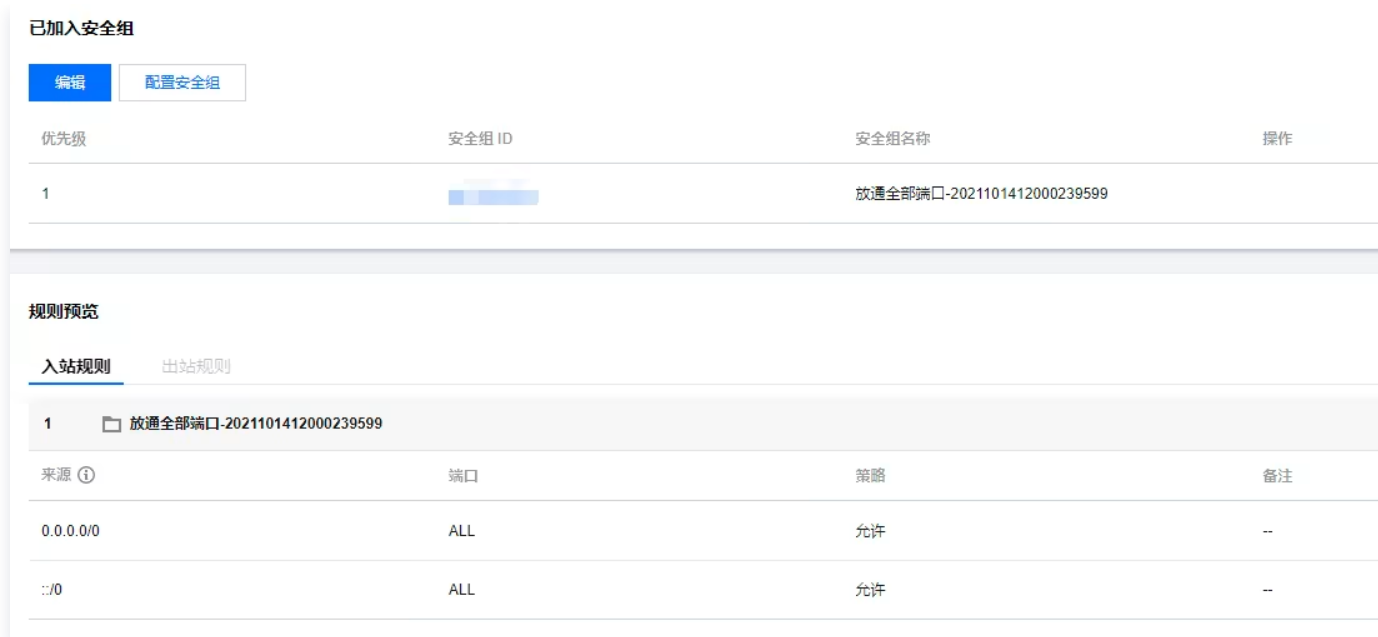 已加入安全组
编辑 配置安全组
优先级 安全组 ID 安全组名称 操作
1 放通全部端口-2021101412000239599
规则预览
入站规则 出站规则
1 放通全部端口-2021101412000239599
来源 端口 策略 备注
0.0.0.0/0 ALL 允许 --
::/0 ALL 允许 --